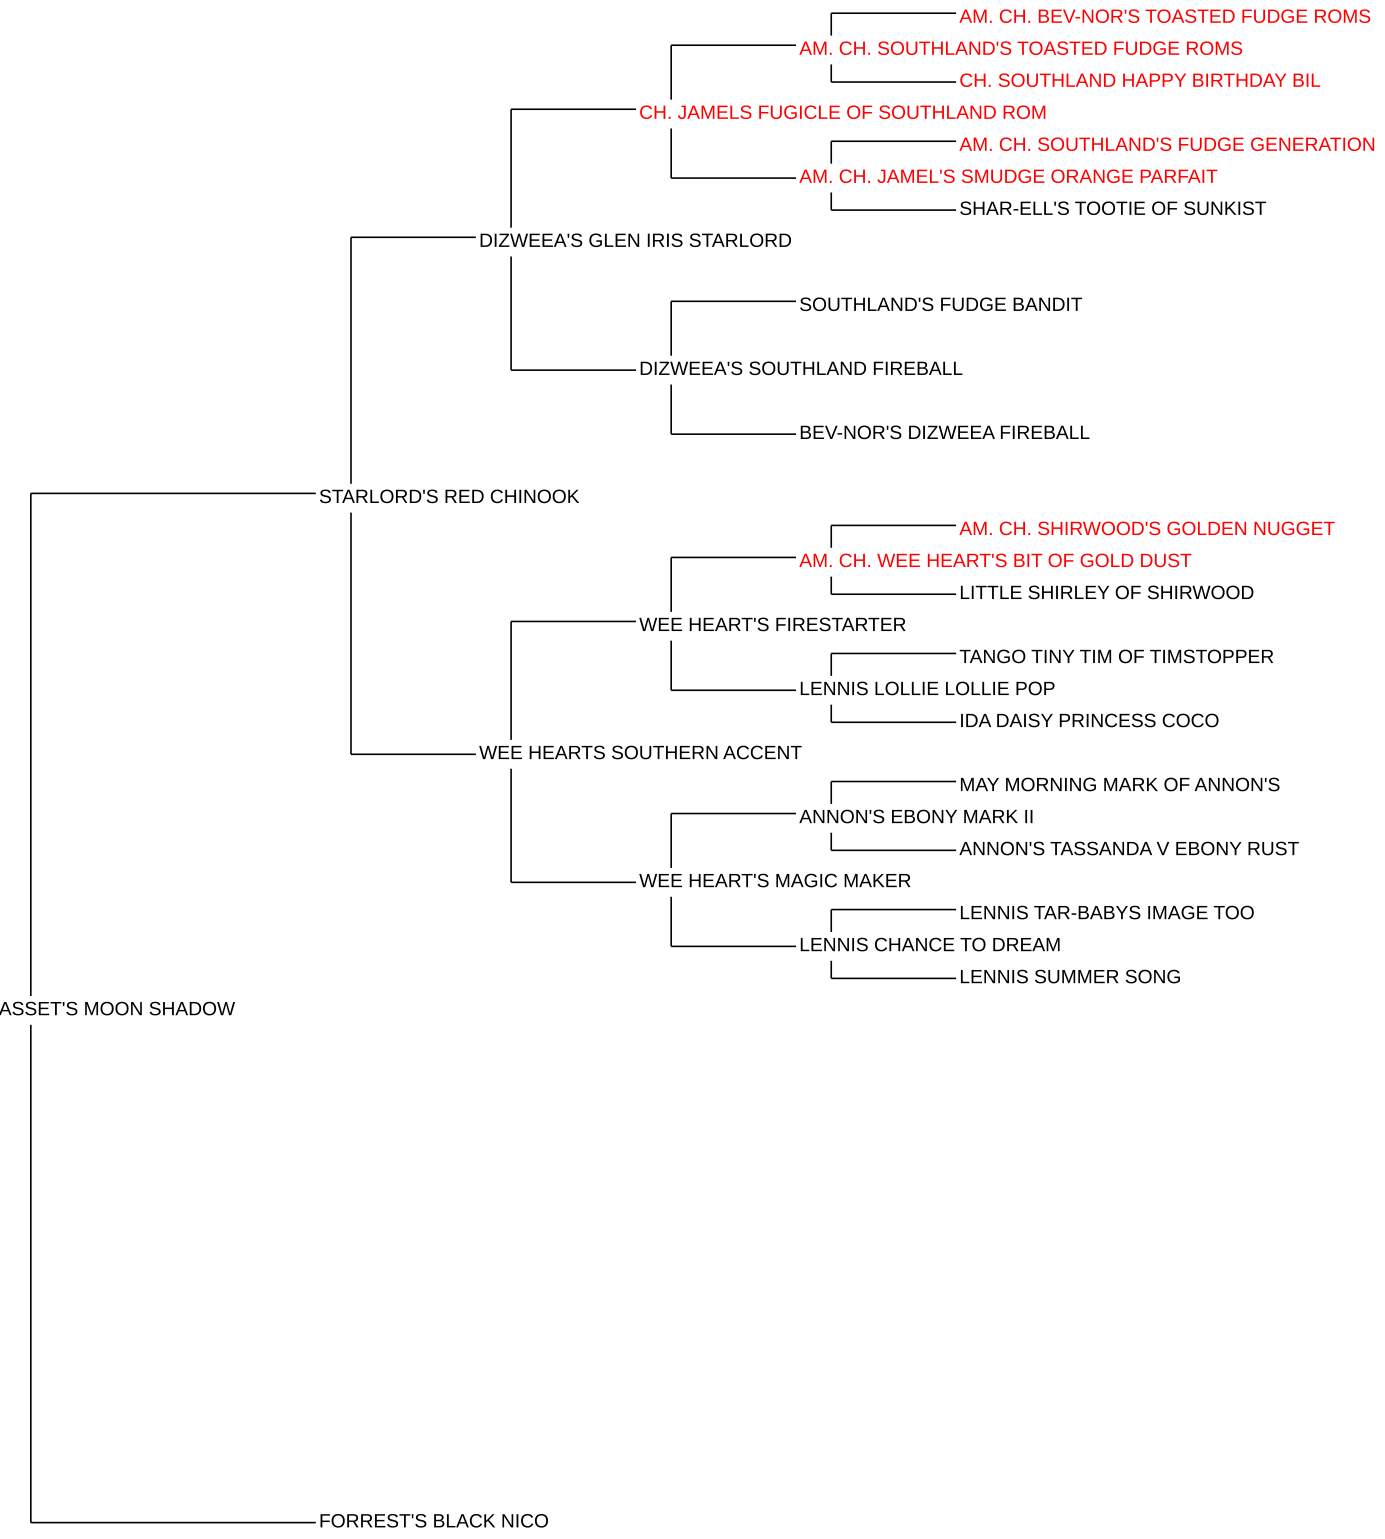 AM. CH. BEV-NOR'S TOASTED FUDGE ROMS
AM. CH. SOUTHLAND'S TOASTED FUDGE ROMS
CH. SOUTHLAND HAPPY BIRTHDAY BIL
CH. JAMELS FUGICLE OF SOUTHLAND ROM
AM. CH. SOUTHLAND'S FUDGE GENERATION
AM. CH. JAMEL'S SMUDGE ORANGE PARFAIT
SHAR-ELL'S TOOTIE OF SUNKIST
DIZWEEA'S GLEN IRIS STARLORD
SOUTHLAND'S FUDGE BANDIT
DIZWEEA'S SOUTHLAND FIREBALL
BEV-NOR'S DIZWEEA FIREBALL
STARLORD'S RED CHINOOK
AM. CH. SHIRWOOD'S GOLDEN NUGGET
AM. CH. WEE HEART'S BIT OF GOLD DUST
LITTLE SHIRLEY OF SHIRWOOD
WEE HEART'S FIRESTARTER
TANGO TINY TIM OF TIMSTOPPER
LENNIS LOLLIE LOLLIE POP
IDA DAISY PRINCESS COCO
WEE HEARTS SOUTHERN ACCENT
MAY MORNING MARK OF ANNON'S
ANNON'S EBONY MARK II
ANNON'S TASSANDA V EBONY RUST
WEE HEART'S MAGIC MAKER
LENNIS TAR-BABYS IMAGE TOO
LENNIS CHANCE TO DREAM
LENNIS SUMMER SONG
ASSET'S MOON SHADOW
FORREST'S BLACK NICO